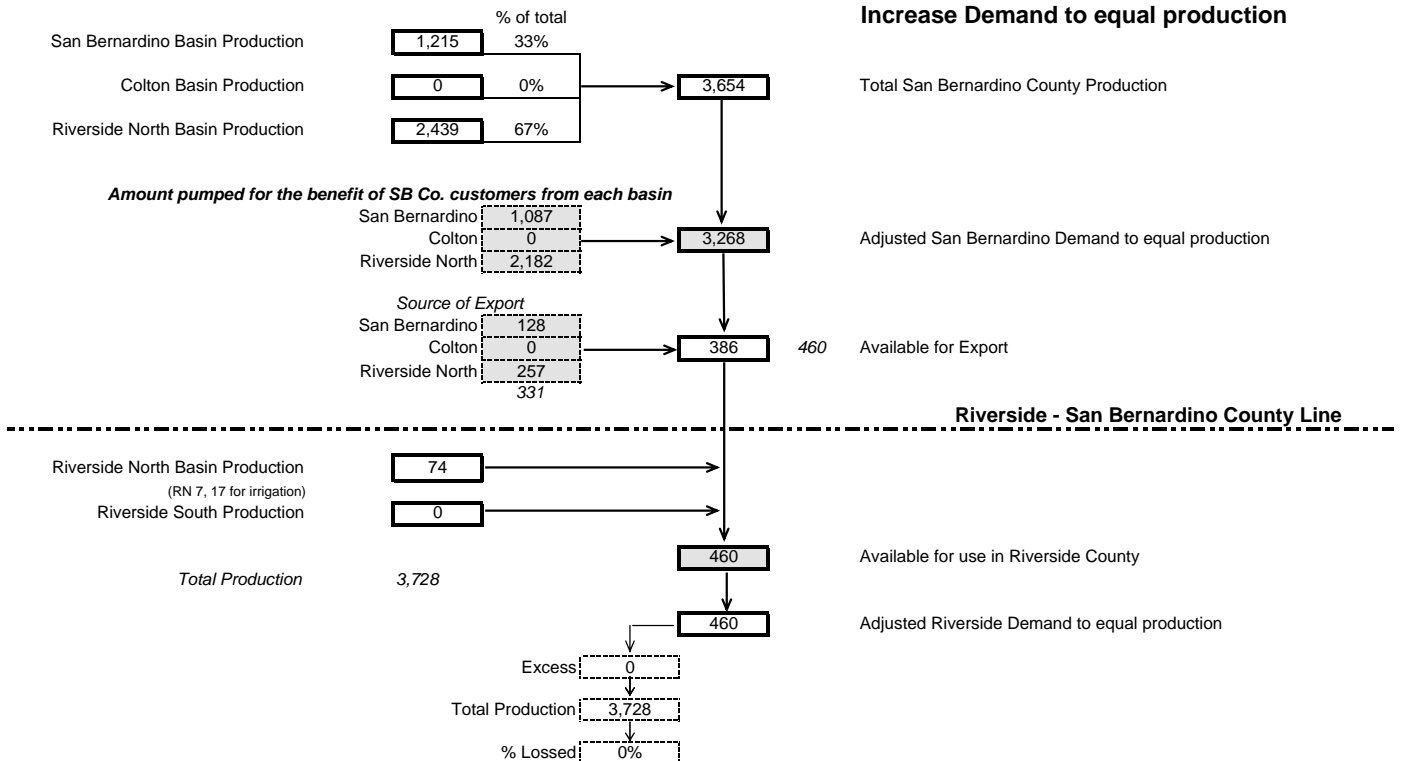 Increase Demand to equal production
% of total
San Bernardino Basin Production 1,215 33%
Colton Basin Production 0 0% 3,654 Total San Bernardino County Production
Riverside North Basin Production 2,439 67%
Amount pumped for the benefit of SB Co. customers from each basin
San Bernardino 1,087
Colton 0 3,268 Adjusted San Bernardino Demand to equal production
Riverside North 2,182
Source of Export
San Bernardino 128
Colton 0 386 460 Available for Export
Riverside North 257
331
Riverside - San Bernardino County Line
Riverside North Basin Production 74
(RN 7, 17 for irrigation)
Riverside South Production 0
460 Available for use in Riverside County
Total Production 3,728
460 Adjusted Riverside Demand to equal production
Excess 0
Total Production 3,728
% Lossed 0%